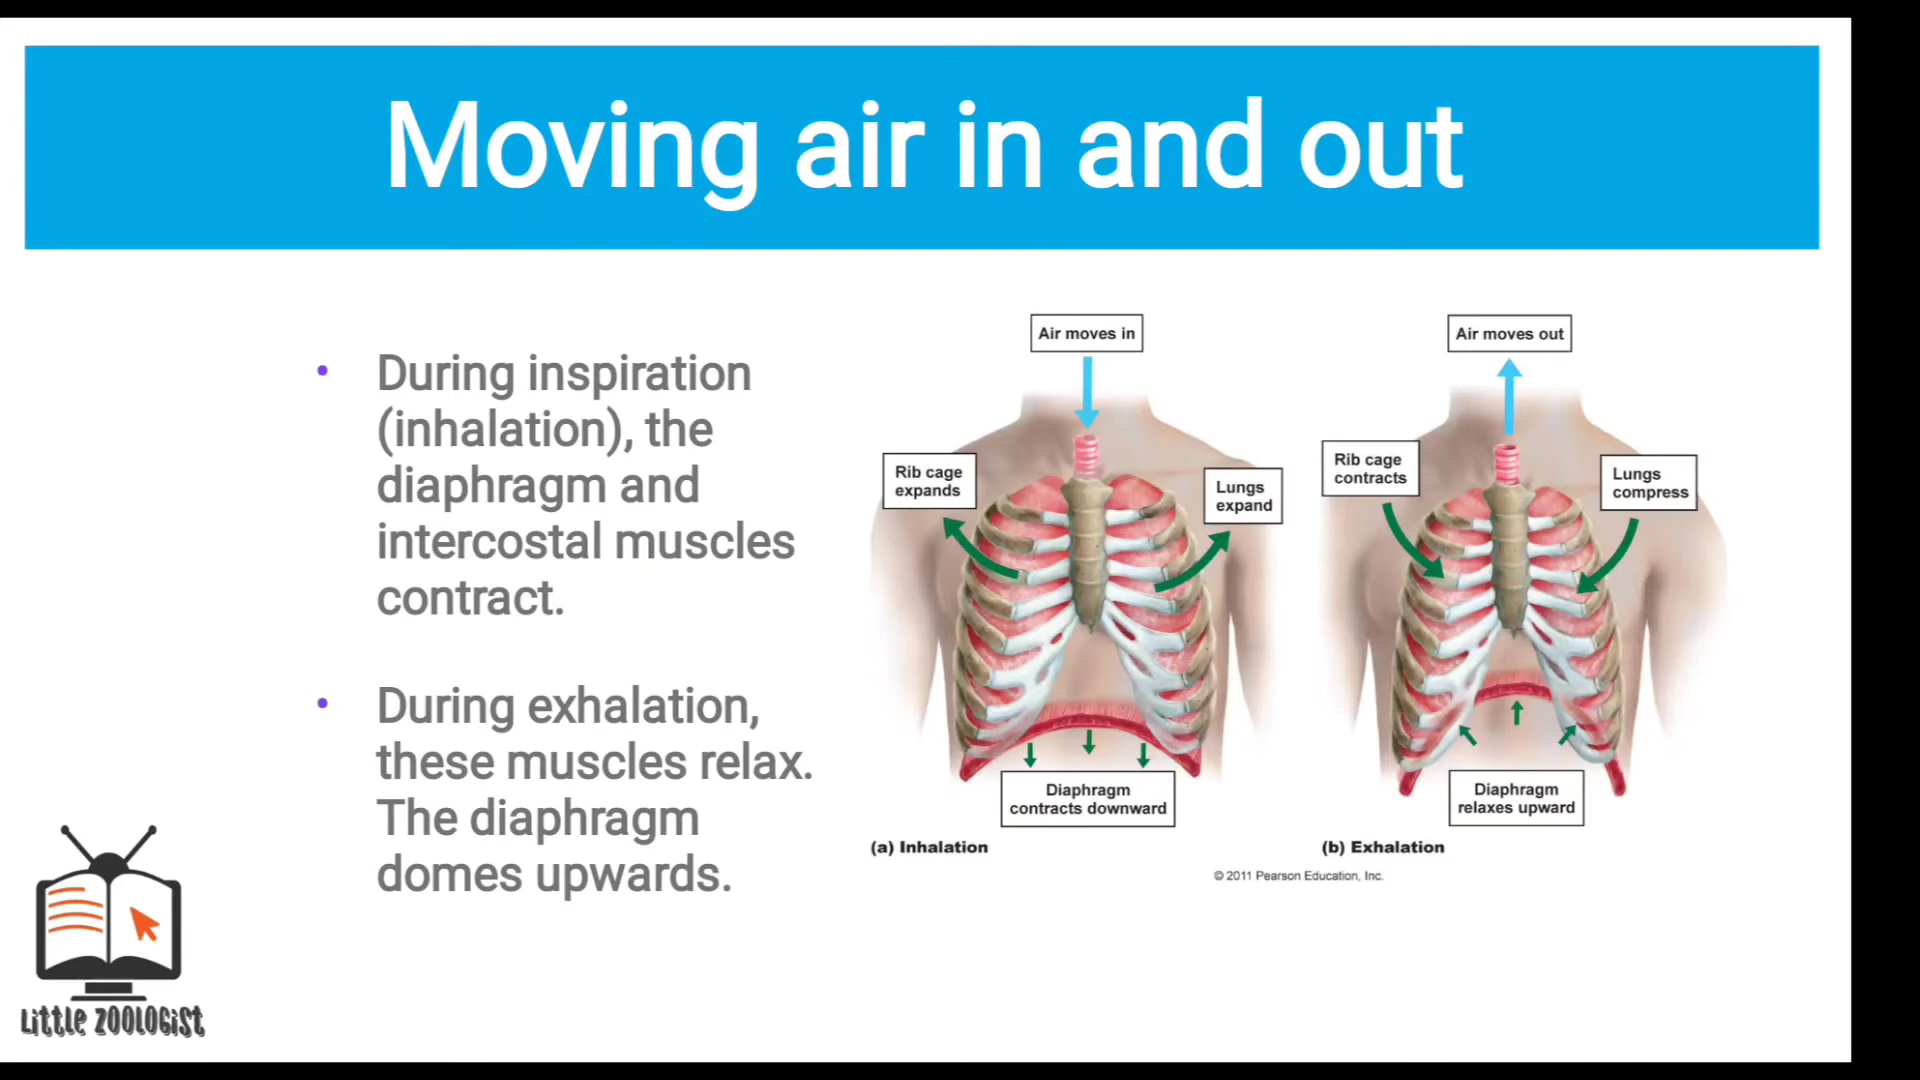 Moving air in and out
• During inspiration
(inhalation), the
diaphragm and
intercostal muscles
contract.
• During exhalation,
these muscles relax.
The diaphragm
domes upwards.
Air moves in
Rib cage
expands
Lungs
expand
Diaphragm
contracts downward
(a) Inhalation
Air moves out
Rib cage
contracts
Lungs
compress
Diaphragm
relaxes upward
(b) Exhalation
© 2011 Pearson Education, Inc.
LittLE ZOOLOGiSt